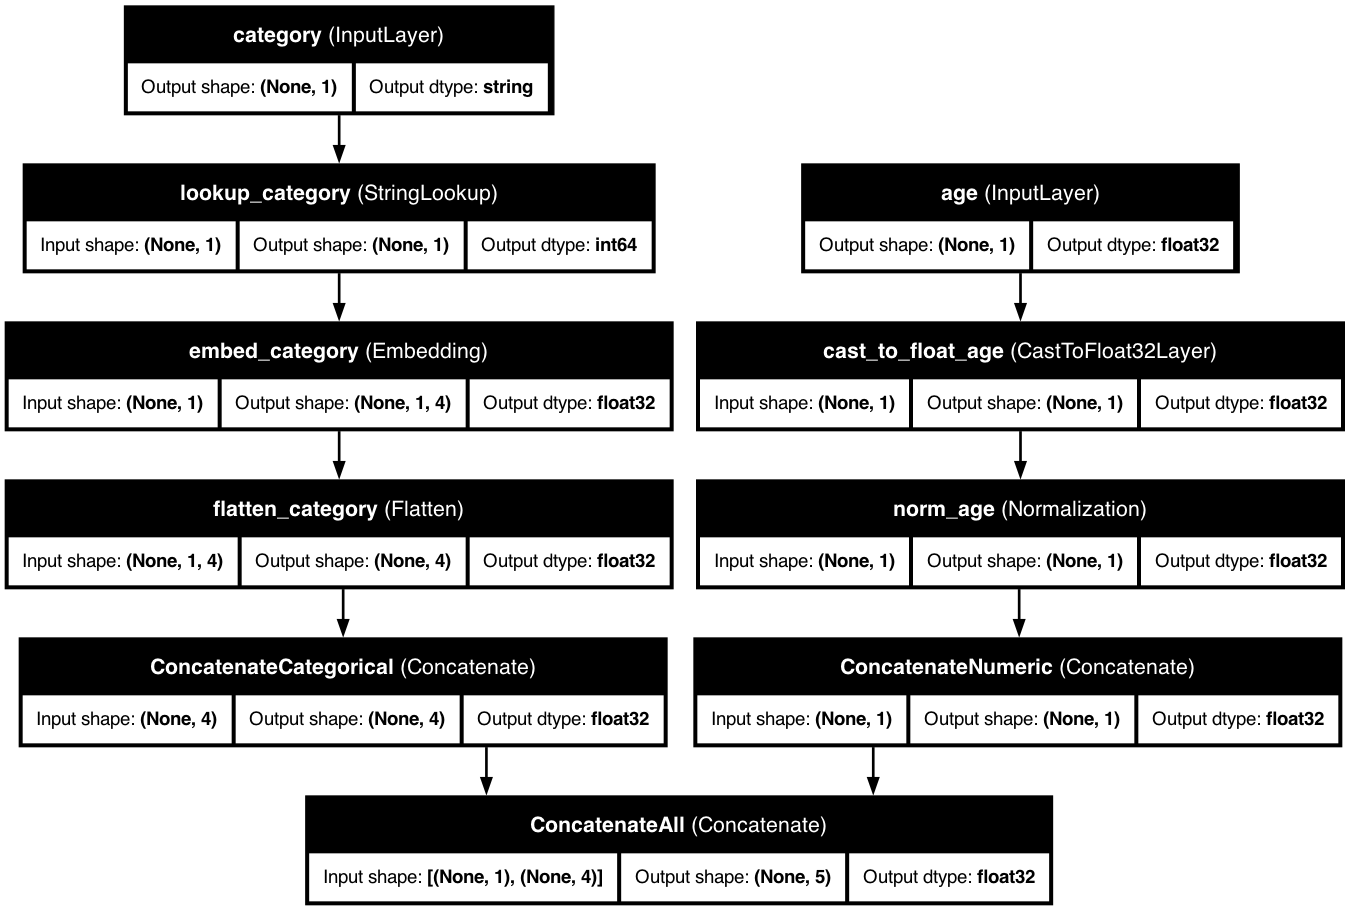 category (InputLayer)
Output shape: (None, 1) Output dtype: string
lookup_category (StringLookup)
Input shape: (None, 1) Output shape: (None, 1) Output dtype: int64
age (InputLayer)
Output shape: (None, 1) Output dtype: float32
embed_category (Embedding)
Input shape: (None, 1) Output shape: (None, 1, 4) Output dtype: float32
cast_to_float_age (CastToFloat32Layer)
Input shape: (None, 1) Output shape: (None, 1) Output dtype: float32
flatten_category (Flatten)
Input shape: (None, 1, 4) Output shape: (None, 4) Output dtype: float32
norm_age (Normalization)
Input shape: (None, 1) Output shape: (None, 1) Output dtype: float32
ConcatenateCategorical (Concatenate)
Input shape: (None, 4) Output shape: (None, 4) Output dtype: float32
ConcatenateNumeric (Concatenate)
Input shape: (None, 1) Output shape: (None, 1) Output dtype: float32
ConcatenateAll (Concatenate)
Input shape: [(None, 1), (None, 4)] Output shape: (None, 5) Output dtype: float32